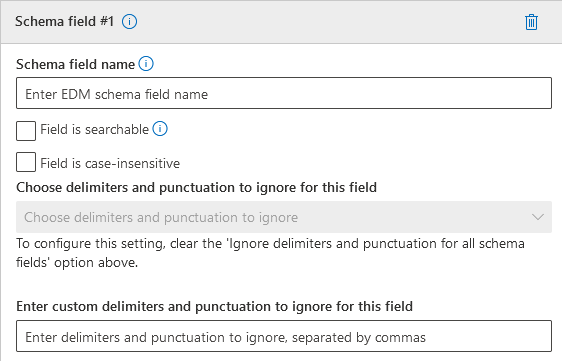 Schema field #1
Schema field name
Enter EDM schema field name
Field is searchable
Field is case-insensitive
Choose delimiters and punctuation to ignore for this field
Choose delimiters and punctuation to ignore
To configure this setting, clear the 'Ignore delimiters and punctuation for all schema
fields' option above.
Enter custom delimiters and punctuation to ignore for this field
Enter delimiters and punctuation to ignore, separated by commas